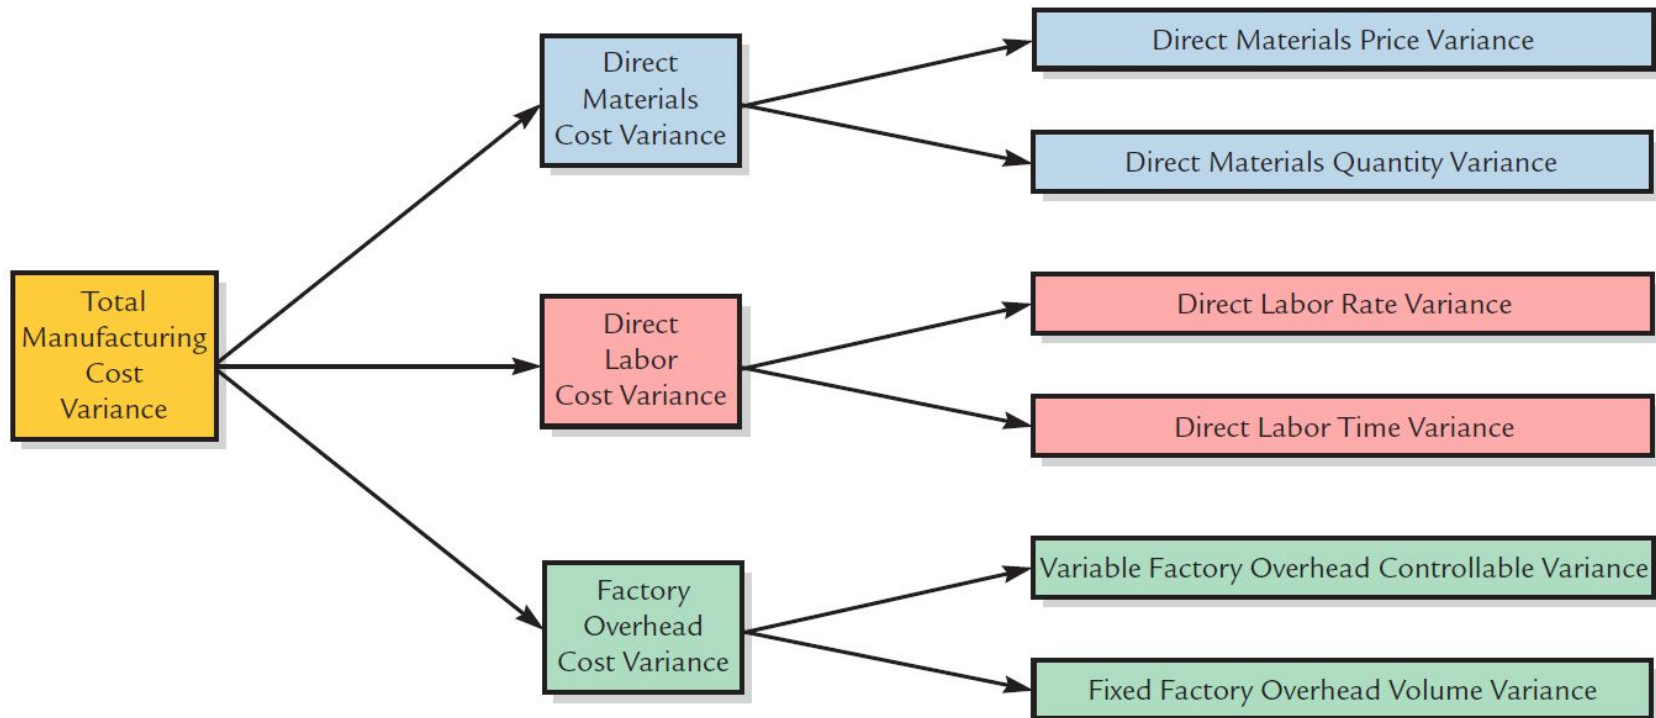 Total
Manufacturing
Cost
Variance
Direct
Materials
Cost Variance
Direct Materials Price Variance
Direct Materials Quantity Variance
Direct
Labor
Cost Variance
Direct Labor Rate Variance
Direct Labor Time Variance
Factory
Overhead
Cost Variance
Variable Factory Overhead Controllable Variance
Fixed Factory Overhead Volume Variance